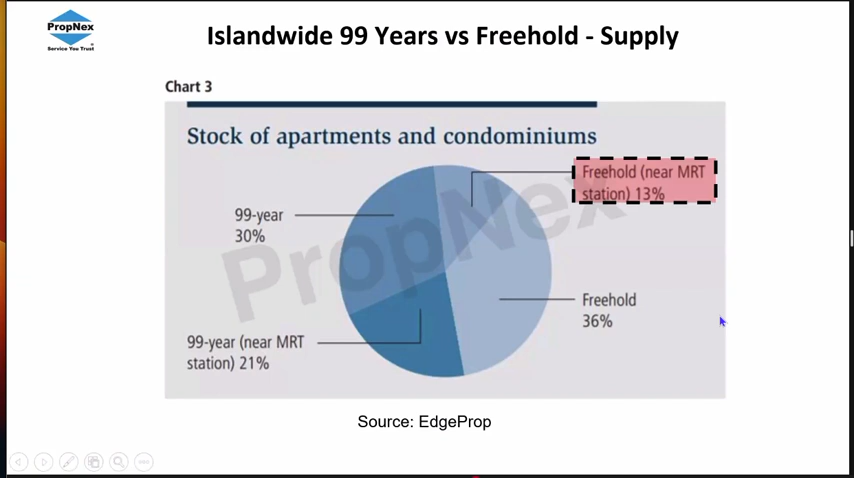 PropNex
Service You Trust
Islandwide 99 Years vs Freehold - Supply
Chart 3
Stock of apartments and condominiums
Freehold (near MRT
station) 13%
99-year
30%
PropNex
Freehold
36%
99-year (near MRT
station) 21%
Source: EdgeProp